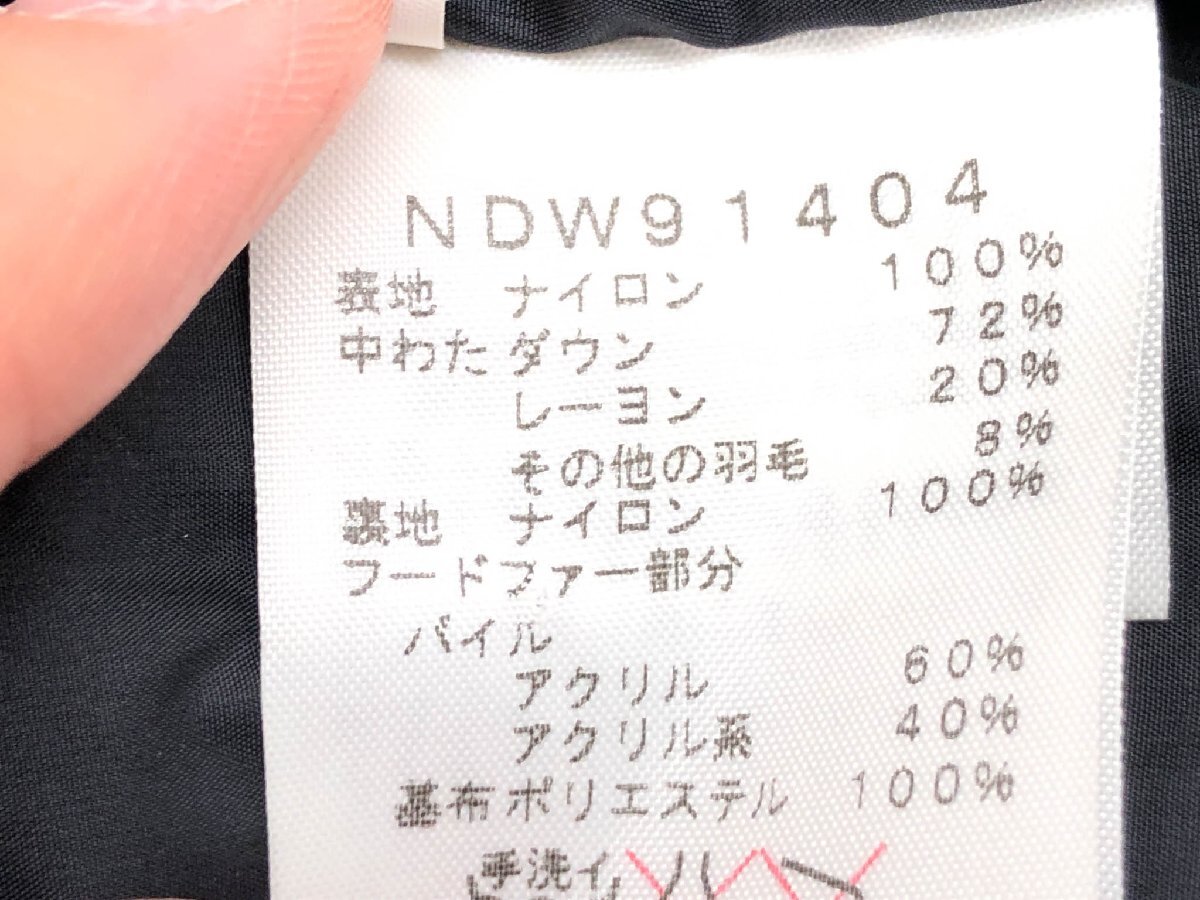 NDW91404
表地 ナイロン 100%
中わた ダウン 72%
レーヨン 20%
その他の羽毛 8%
裏地 ナイロン 100%
フードファー部分
パイル
アクリル 60%
アクリル系 40%
基布ポリエステル 100%
手洗イ